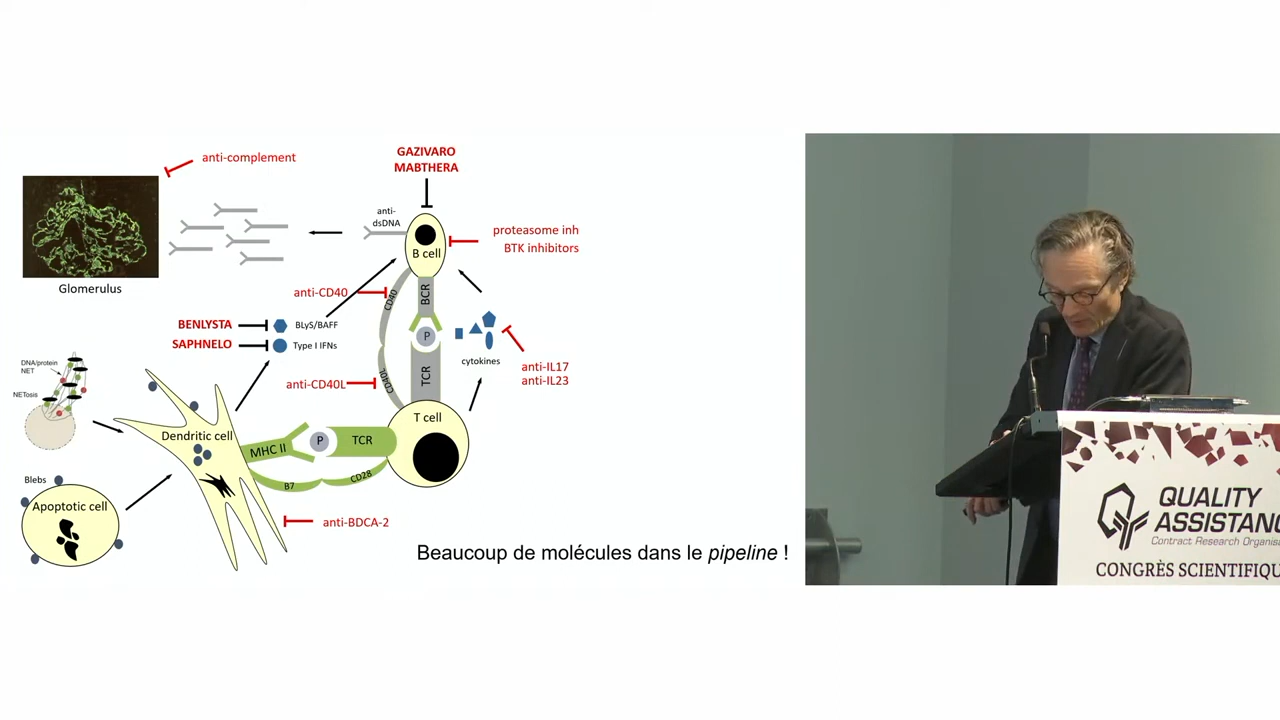 GAZIVARO
MABTHERA
anti-complement
anti-
dsDNA
B cell
proteasome inh
BTK inhibitors
Glomerulus
anti-CD40
CD40
BCR
BENLYSTA
BLyS/BAFF
SAPHNELO
Type I IFNs
P
cytokines
anti-IL17
anti-IL23
anti-CD40L
CD40L
TCR
DNA/protein
NET
NETosis
T cell
Dendritic cell
MHC II
P
TCR
B7
CD28
Blebs
Apoptotic cell
anti-BDCA-2
Beaucoup de molécules dans le pipeline !
QUALITY
ASSISTANC
Contract Research Organis
CONGRÈS SCIENTIFIQU